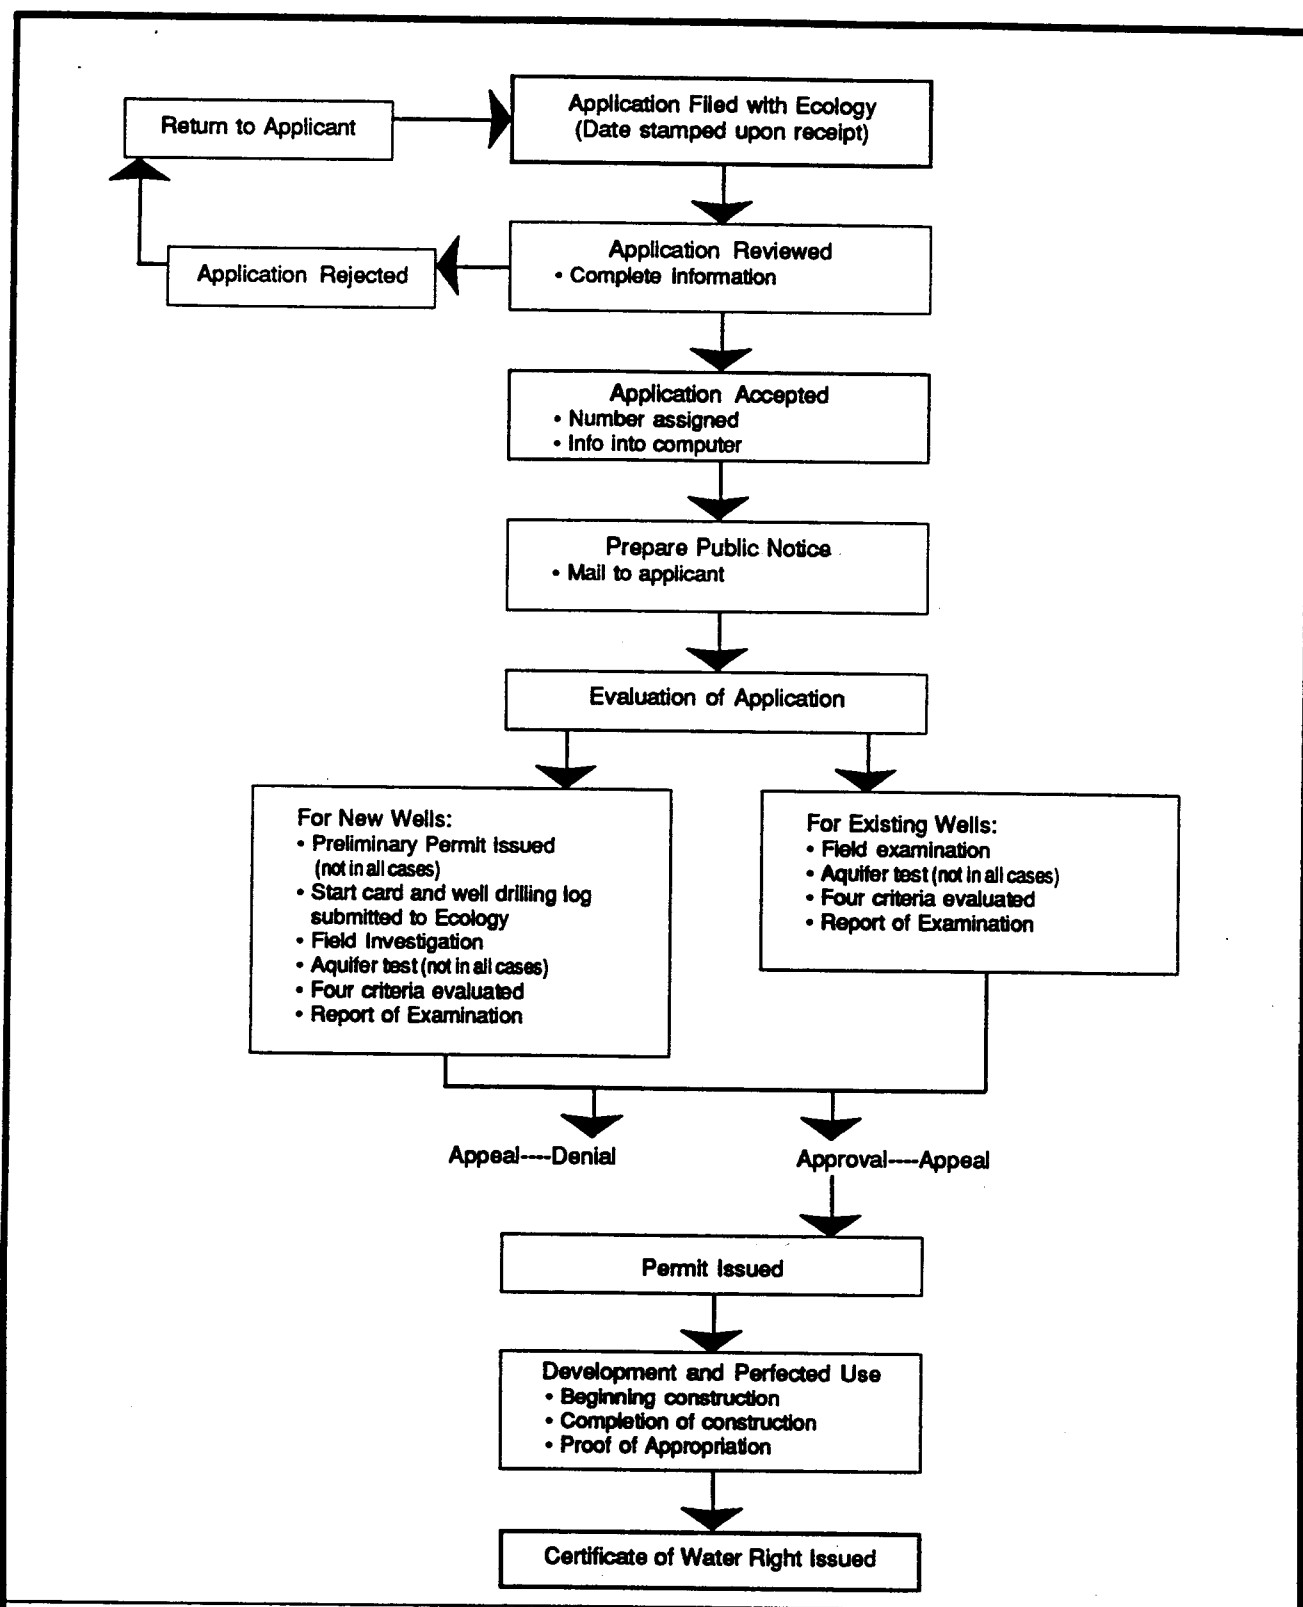 Application Filed with Ecology
(Date stamped upon receipt)
Return to Applicant
Application Reviewed
• Complete Information
Application Rejected
Application Accepted
• Number assigned
• Info into computer
Prepare Public Notice
• Mail to applicant
Evaluation of Application
For New Wells:
• Preliminary Permit Issued
(not in all cases)
• Start card and well drilling log
submitted to Ecology
• Field Investigation
• Aquifer test (not in all cases)
• Four criteria evaluated
• Report of Examination
For Existing Wells:
• Field examination
• Aquifer test (not in all cases)
• Four criteria evaluated
• Report of Examination
Appeal----Denial
Approval----Appeal
Permit Issued
Development and Perfected Use
• Beginning construction
• Completion of construction
• Proof of Appropriation
Certificate of Water Right Issued